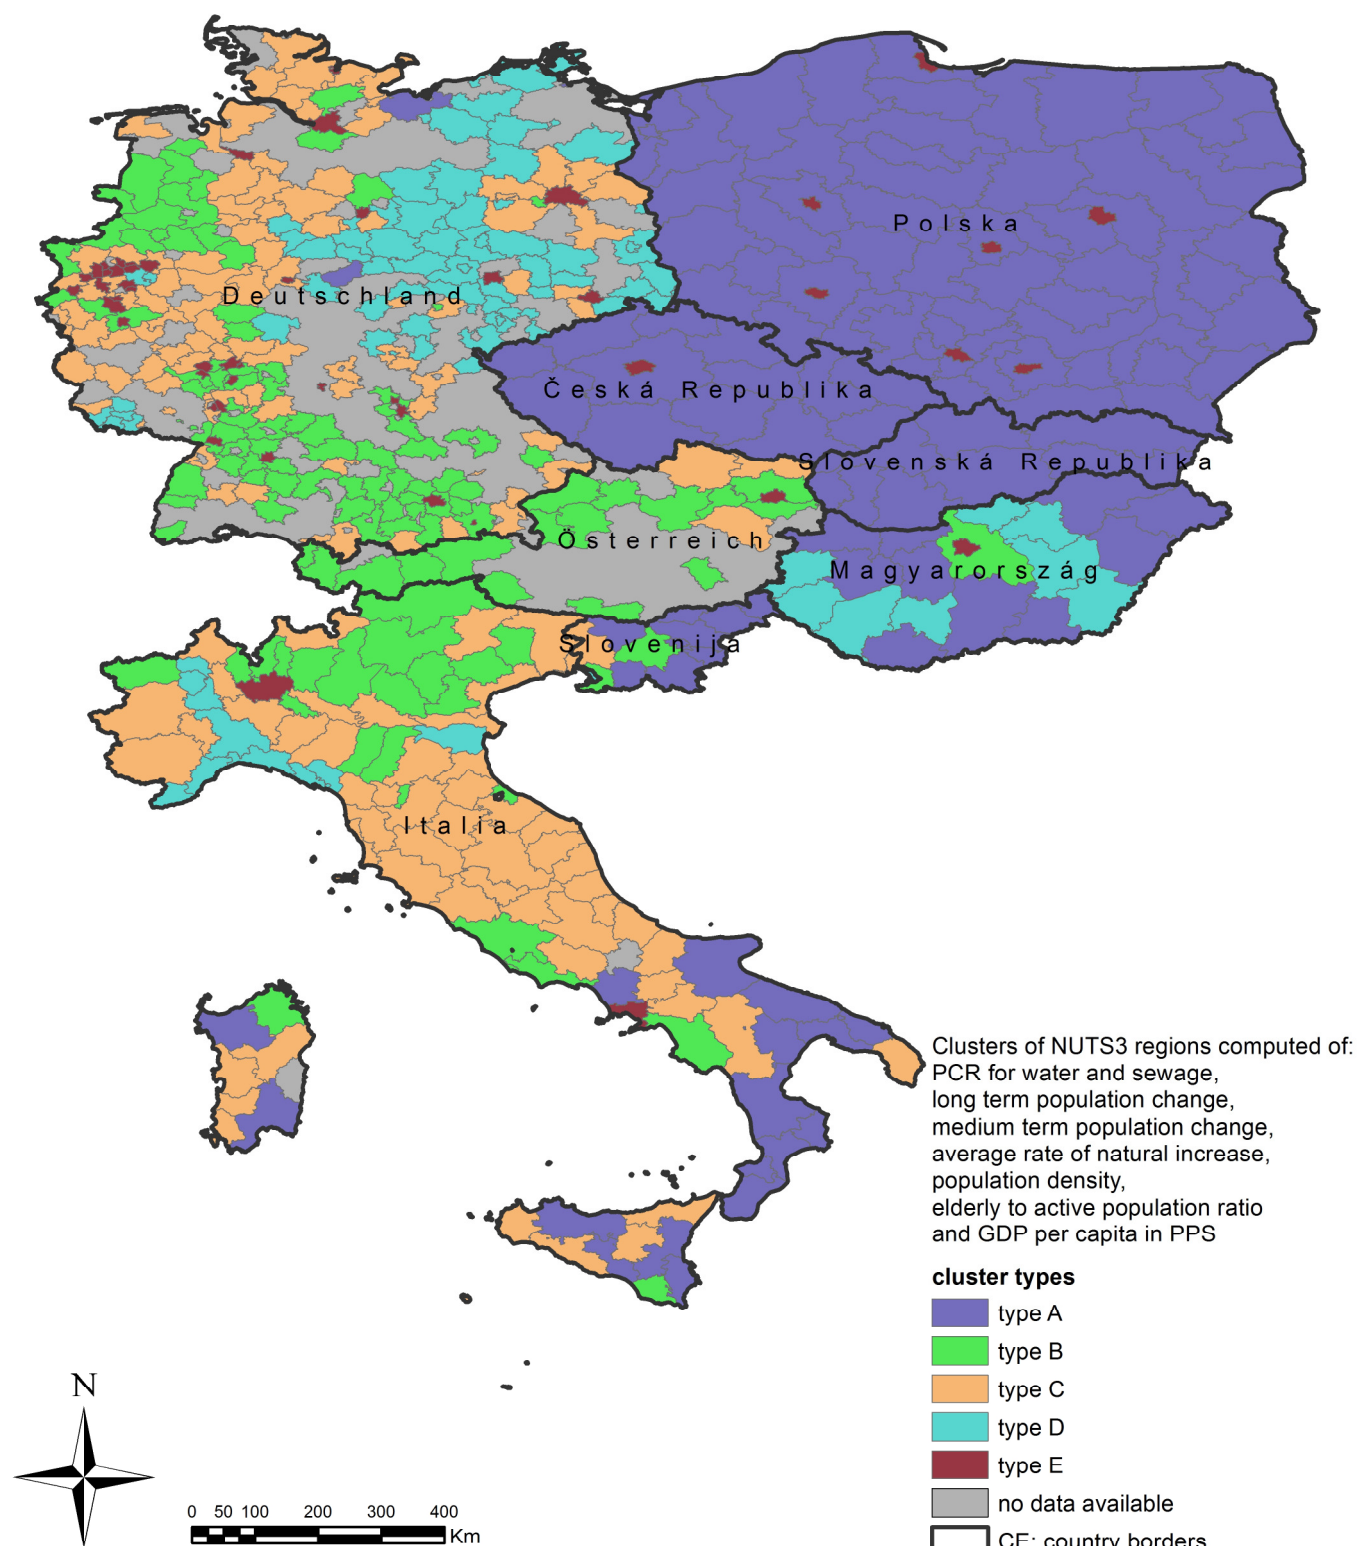 Polska
Deutschland
Česká Republika
Slovenská Republika
Österreich
Magyarország
Slovenija
Italia
Clusters of NUTS3 regions computed of:
PCR for water and sewage,
long term population change,
medium term population change,
average rate of natural increase,
population density,
elderly to active population ratio
and GDP per capita in PPS
cluster types
type A
type B
type C
type D
type E
no data available
CE: country borders
N
0 50 100 200 300 400
Km